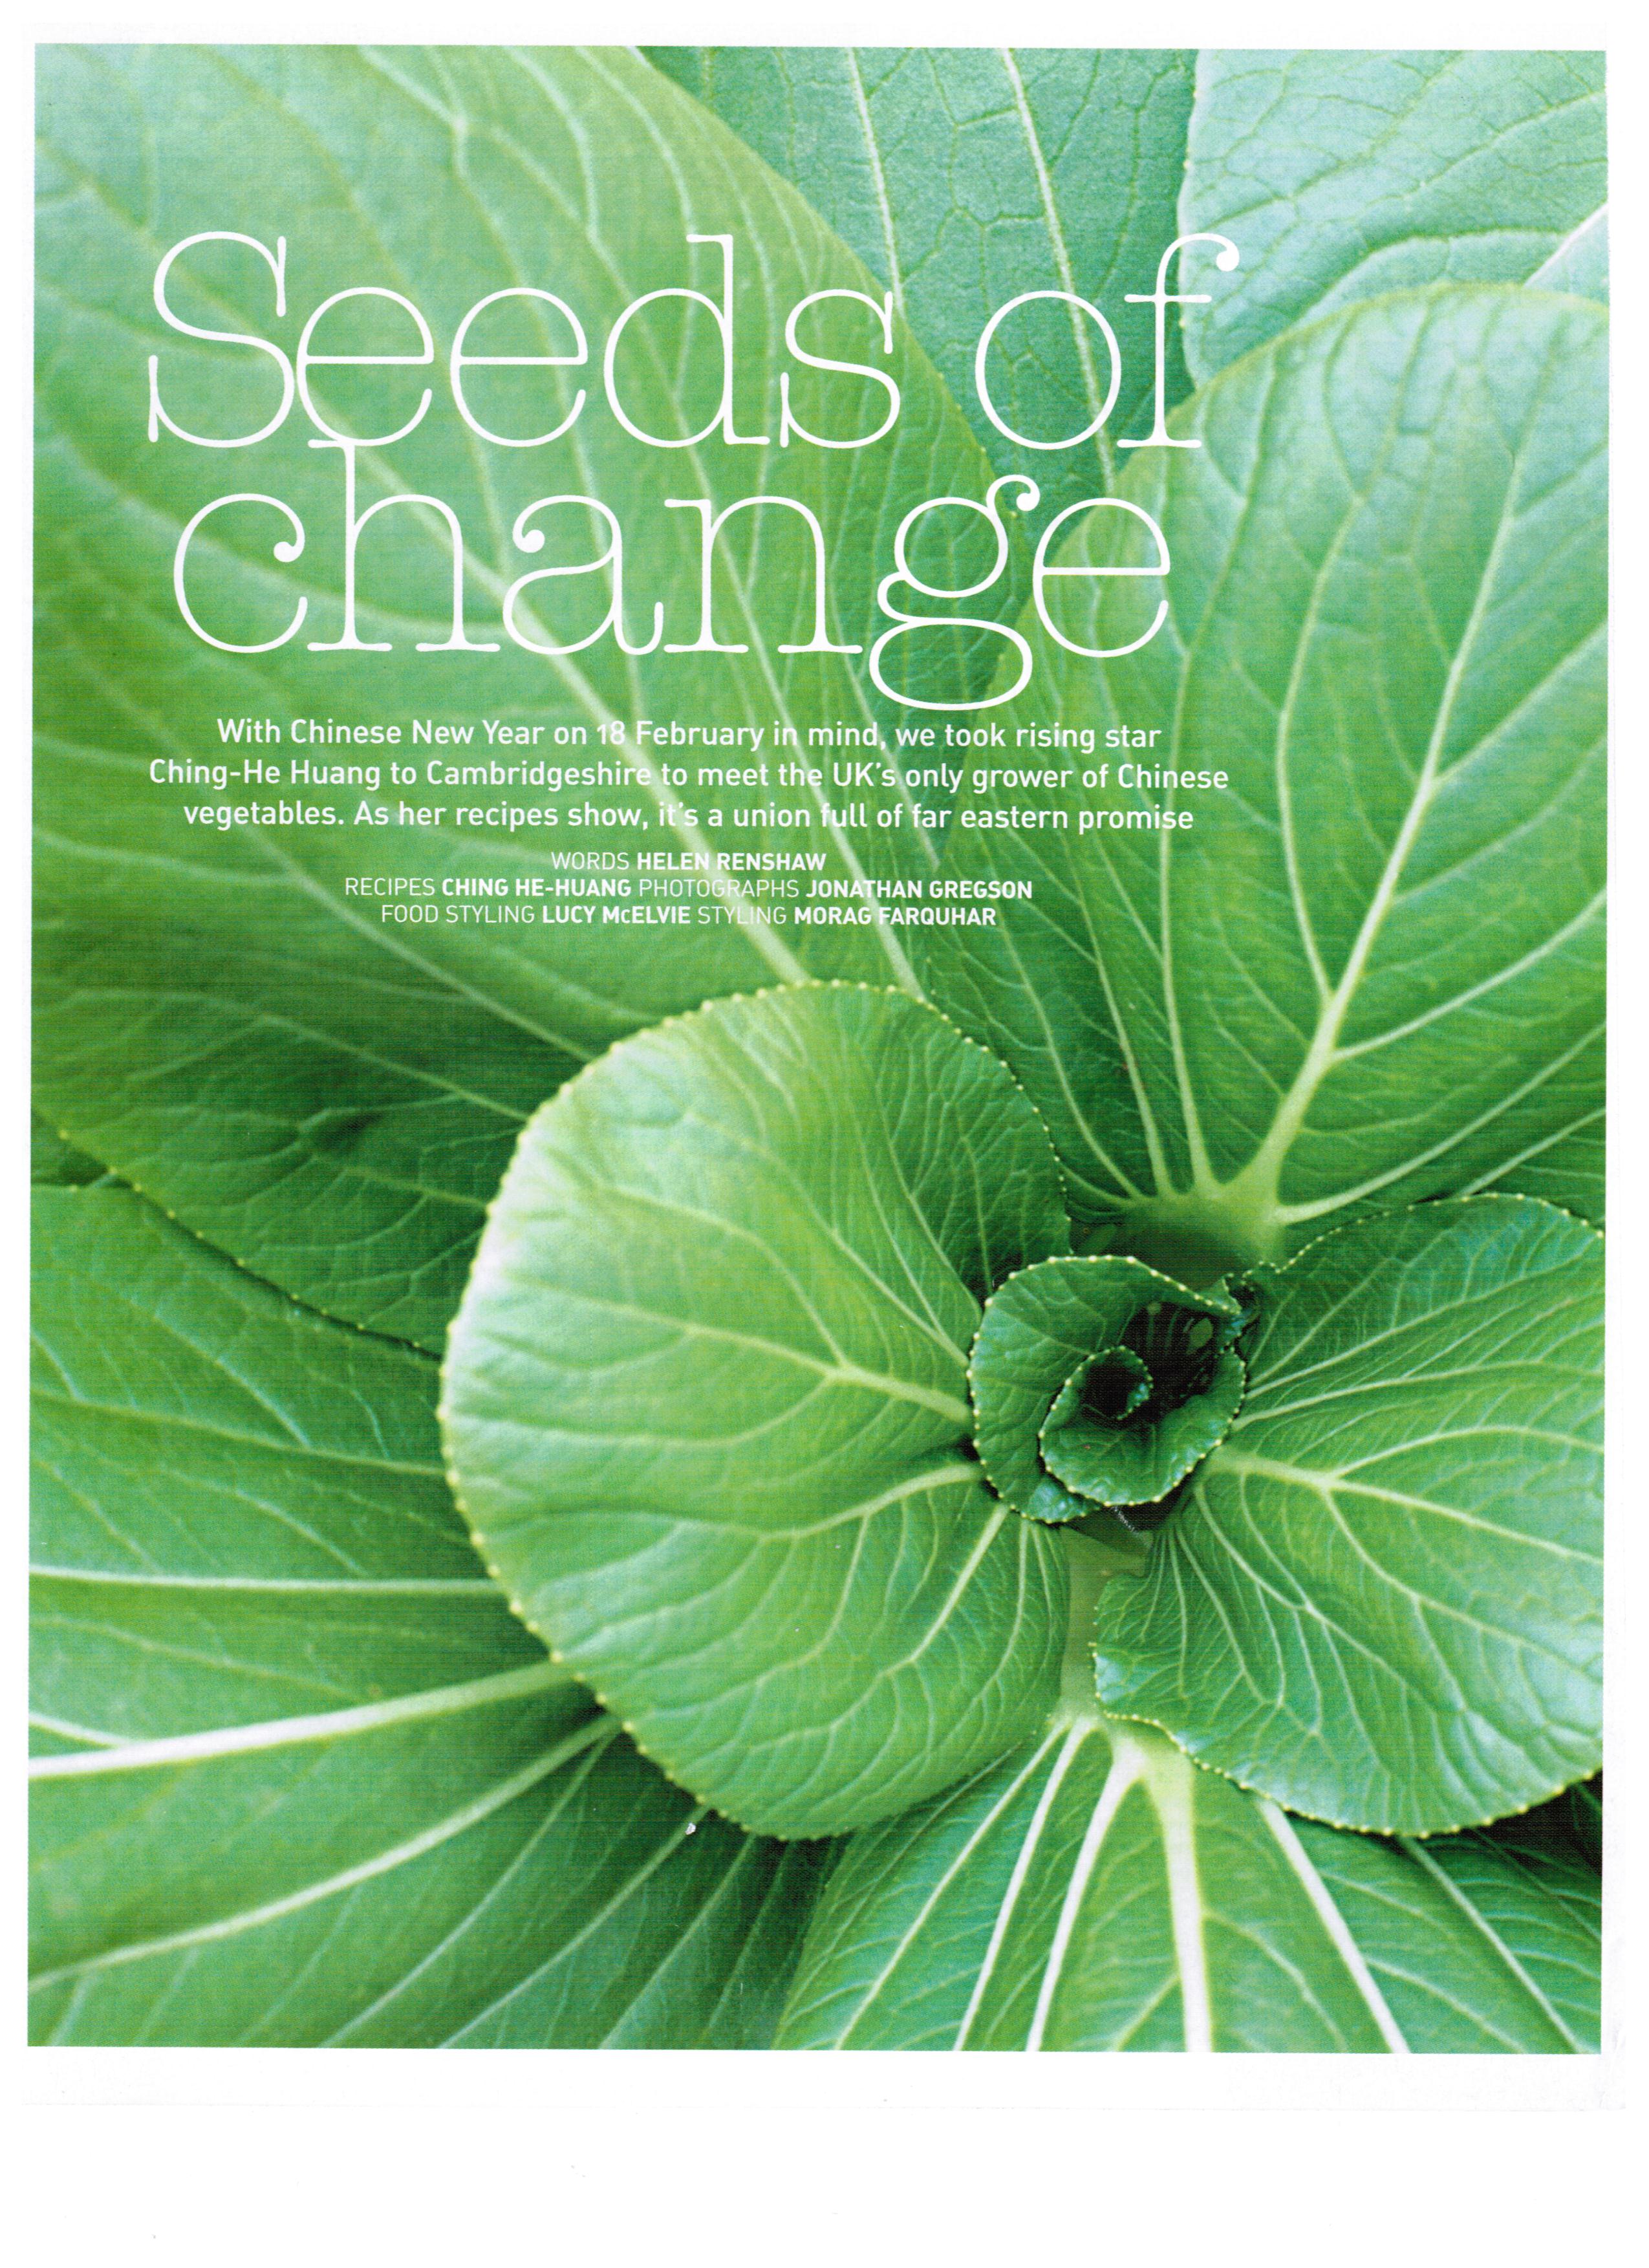 Seeds of
change
With Chinese New Year on 18 February in mind, we took rising star
Ching-He Huang to Cambridgeshire to meet the UK's only grower of Chinese
vegetables. As her recipes show, it's a union full of far eastern promise
WORDS HELEN RENSHAW
RECIPES CHING HE-HUANG PHOTOGRAPHS JONATHAN GREGSON
FOOD STYLING LUCY McELVIE STYLING MORAG FARQUHAR